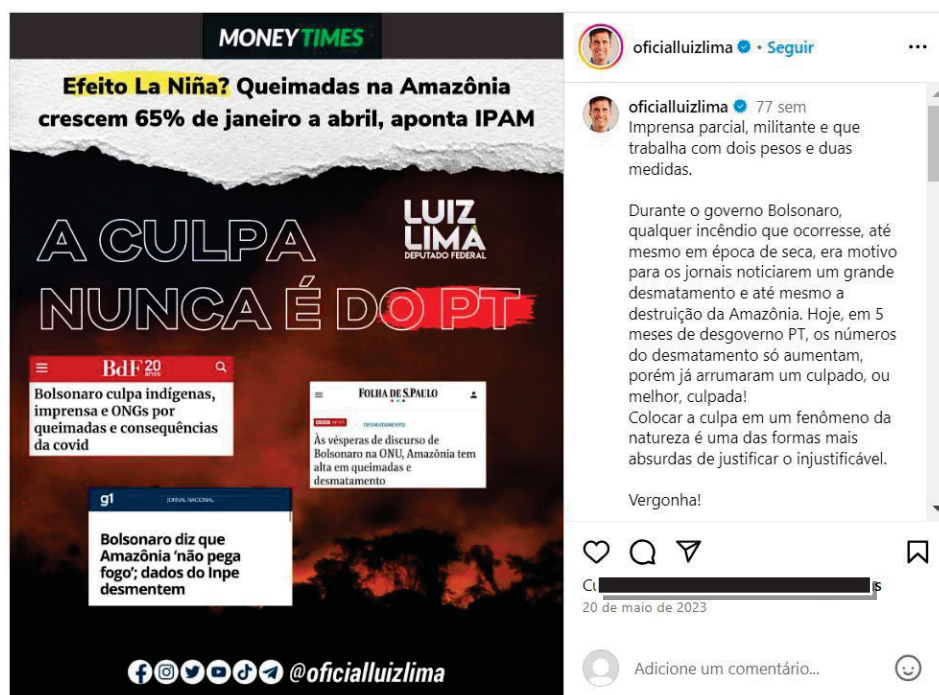 MONEYTIMES
Efeito La Niña? Queimadas na Amazônia
crescem 65% de janeiro a abril, aponta IPAM
LUIZ
LIMA
DEPUTADO FEDERAL
A CULPA
NUNCA É DO PT
BdF 20
anos
Bolsonaro culpa indígenas,
imprensa e ONGs por
queimadas e consequências
da covid
FOLHA DE S.PAULO
BBC NEWS
DESMATAMENTO
Às vésperas de discurso de
Bolsonaro na ONU, Amazônia tem
alta em queimadas e
desmatamento
g1
JORNAL NACIONAL
Bolsonaro diz que
Amazônia 'não pega
fogo'; dados do Inpe
desmentem
@oficialluizlima
oficialluizlima • Seguir
oficialluizlima 77 sem
Imprensa parcial, militante e que
trabalha com dois pesos e duas
medidas.
Durante o governo Bolsonaro,
qualquer incêndio que ocorresse, até
mesmo em época de seca, era motivo
para os jornais noticiarem um grande
desmatamento e até mesmo a
destruição da Amazônia. Hoje, em 5
meses de desgoverno PT, os números
do desmatamento só aumentam,
porém já arrumaram um culpado, ou
melhor, culpada!
Colocar a culpa em um fenômeno da
natureza é uma das formas mais
absurdas de justificar o injustificável.
Vergonha!
20 de maio de 2023
Adicione um comentário...